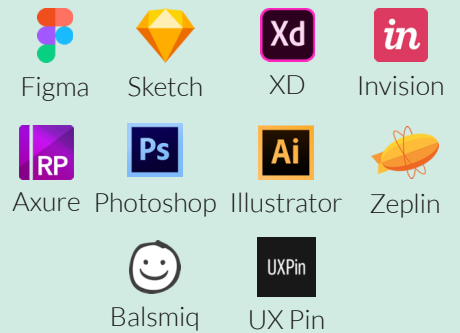 Xd
in
Figma Sketch XD Invision
RP
Ps
Ai
Axure Photoshop Illustrator Zeplin
UXPin
Balsmiq UX Pin